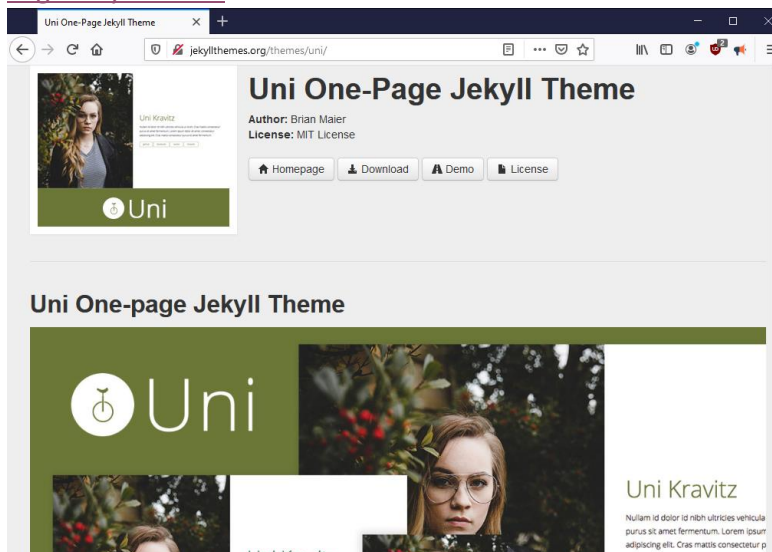 Uni One-Page Jekyll Theme
jekyllthemes.org/themes/uni/
2
Uni One-Page Jekyll Theme
Author: Brian Maier
License: MIT License
Homepage Download Demo License
Uni Kravitz
Uni
Uni One-page Jekyll Theme
Uni
Uni Kravitz
Nullam id dolor id nibh ultricies vehicula
purus sit amet fermentum. Lorem ipsum
adipiscing elit. Cras mattis consectetur p